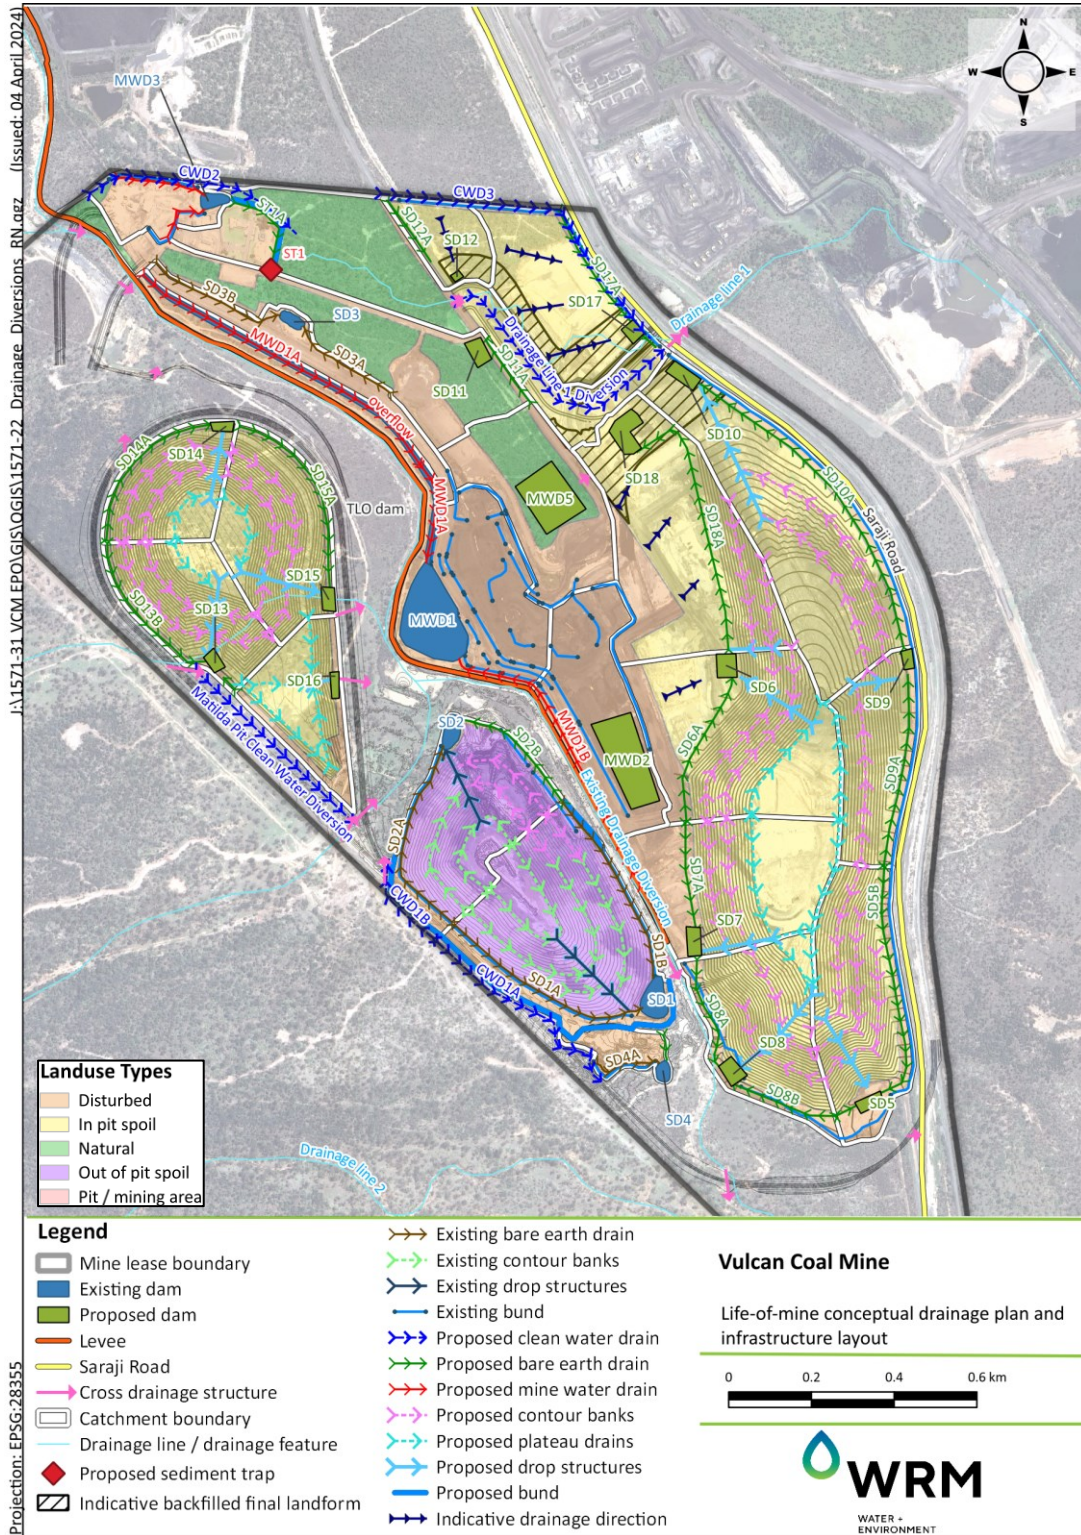 J:\1571-31_VCM EPO\GIS\QGIS\1571-22_Drainage_Diversions_RN.qgz (Issued: 04 April 2024)
Projection: EPSG:28355
N
W
E
S
MWD3
CWD2
ST1A
ST1
CWD3
SD12A
SD12
SD17A
SD17
Drainage line 1
SD3B
SD3
SD3A
MWD1A
overflow
MWD1A
Drainage Line 1 Diversion
SD11
SD11A
SD10
SD18
MWD5
SD18A
SD10A
Saraji Road
SD14A
SD14
SD15A
TLO dam
SD15
SD13
SD13B
SD16
Matilda Pit Clean Water Diversion
MWD1
MWD1B
SD2
SD2B
SD2A
Existing Drainage Diversion
MWD2
SD6
SD6A
SD9
SD9A
SD7A
SD7
SD5B
CWD1B
CWD1A
SD1A
SD1B
SD1
SD4A
SD4
SD8A
SD8
SD8B
SD5
Drainage line 2
Landuse Types
Disturbed
In pit spoil
Natural
Out of pit spoil
Pit / mining area
Legend
Mine lease boundary
Existing dam
Proposed dam
Levee
Saraji Road
Cross drainage structure
Catchment boundary
Drainage line / drainage feature
Proposed sediment trap
Indicative backfilled final landform
Existing bare earth drain
Existing contour banks
Existing drop structures
Existing bund
Proposed clean water drain
Proposed bare earth drain
Proposed mine water drain
Proposed contour banks
Proposed plateau drains
Proposed drop structures
Proposed bund
Indicative drainage direction
Vulcan Coal Mine
Life-of-mine conceptual drainage plan and
infrastructure layout
0 0.2 0.4 0.6 km
WRM
WATER +
ENVIRONMENT